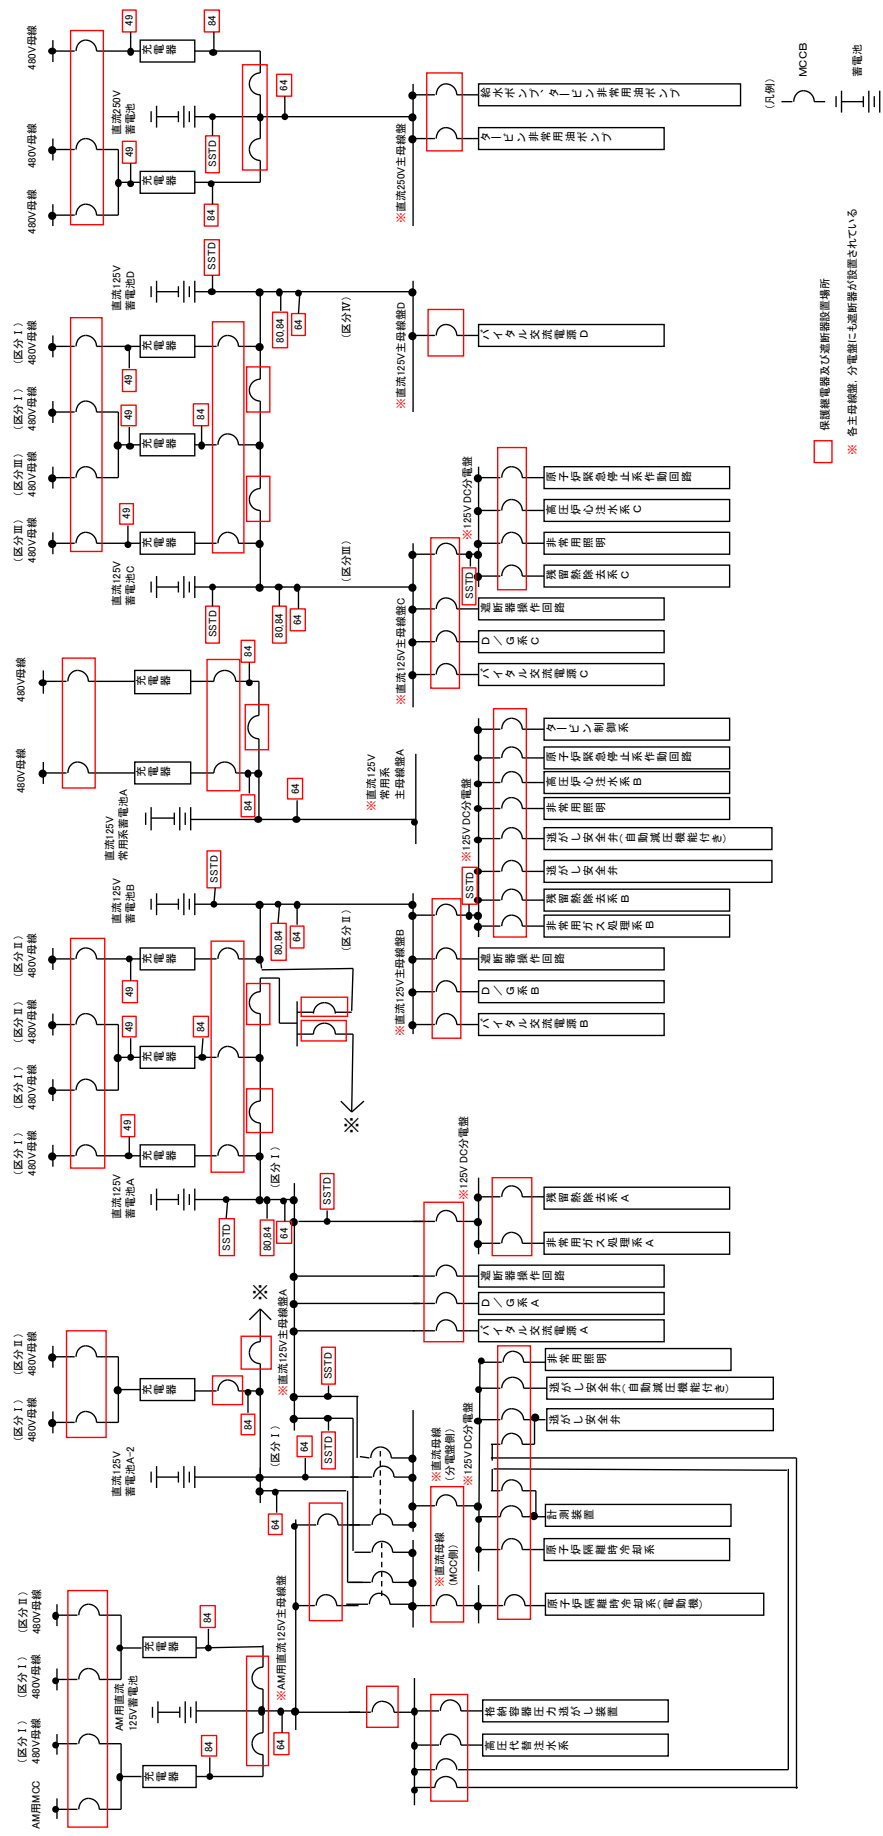 480V母線
480V母線
480V母線
49
充電器
84
49
充電器
84
直流250V
蓄電池
SSTD
64
※直流250V主母線盤
給水ポンプ、タービン非常用油ポンプ
タービン非常用油ポンプ
(凡例)
MCCB
蓄電池
(区分Ⅰ)
480V母線
(区分Ⅰ)
480V母線
(区分Ⅲ)
480V母線
(区分Ⅲ)
480V母線
49
充電器
49
充電器
84
49
充電器
直流125V
蓄電池D
SSTD
80,84
64
(区分Ⅳ)
※直流125V主母線盤D
バイタル交流電源D
直流125V
蓄電池C
SSTD
80,84
64
(区分Ⅲ)
※直流125V主母線盤C
※125V DC分電盤
SSTD
原子炉緊急停止系作動回路
高圧炉心注水系C
非常用照明
残留熱除去系C
遮断器操作回路
D/G系C
バイタル交流電源C
保護継電器及び遮断器設置場所
※ 各主母線盤、分電盤にも遮断器が設置されている
480V母線
480V母線
充電器
84
充電器
84
直流125V
常用系蓄電池A
64
※直流125V
常用系
主母線盤A
(区分Ⅱ)
480V母線
(区分Ⅱ)
480V母線
(区分Ⅰ)
480V母線
(区分Ⅰ)
480V母線
49
充電器
49
充電器
84
49
充電器
直流125V
蓄電池B
SSTD
80,84
64
(区分Ⅱ)
※
※直流125V主母線盤B
※125V DC分電盤
SSTD
タービン制御系
原子炉緊急停止系作動回路
高圧炉心注水系B
非常用照明
逃がし安全弁(自動減圧機能付き)
逃がし安全弁
残留熱除去系B
非常用ガス処理系B
遮断器操作回路
D/G系B
バイタル交流電源B
直流125V
蓄電池A
SSTD
80,84
64
(区分Ⅰ)
SSTD
※直流125V主母線盤A
※125V DC分電盤
残留熱除去系A
非常用ガス処理系A
遮断器操作回路
D/G系A
バイタル交流電源A
(区分Ⅱ)
480V母線
(区分Ⅰ)
480V母線
充電器
84
※
直流125V
蓄電池A-2
(区分Ⅰ)
64
64
SSTD
SSTD
※直流母線
(分電盤側)
※125V DC分電盤
※直流母線
(MCC側)
非常用照明
逃がし安全弁(自動減圧機能付き)
逃がし安全弁
計測装置
原子炉隔離時冷却系
原子炉隔離時冷却系(電動機)
(区分Ⅱ)
480V母線
(区分Ⅰ)
480V母線
(区分Ⅰ)
480V母線
AM用MCC
充電器
84
充電器
84
AM用直流
125V蓄電池
64
※AM用直流125V主母線盤
格納容器圧力逃がし装置
高圧代替注水系